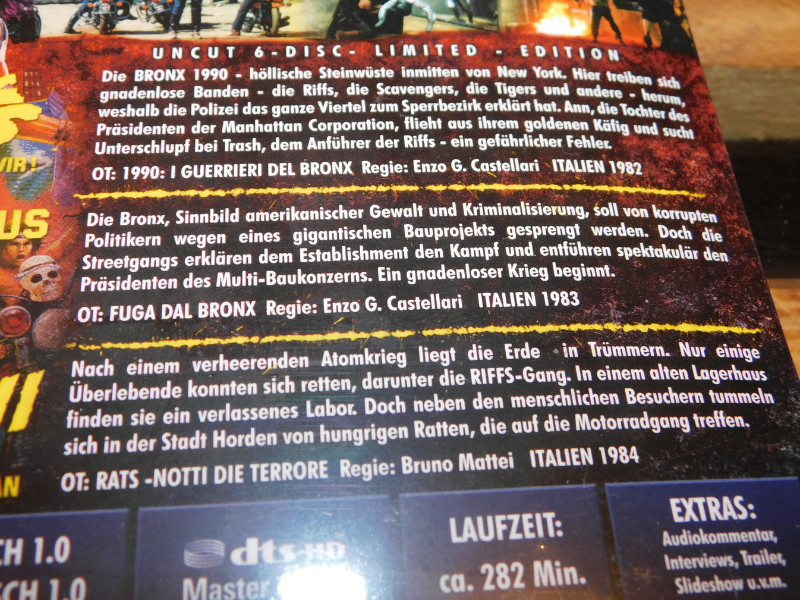 UNCUT 6-DISC- LIMITED - EDITION
Die BRONX 1990 - höllische Steinwüste inmitten von New York. Hier treiben sich
gnadenlose Banden - die Riffs, die Scavengers, die Tigers und andere - herum,
weshalb die Polizei das ganze Viertel zum Sperrbezirk erklärt hat. Ann, die Tochter des
Präsidenten der Manhattan Corporation, flieht aus ihrem goldenen Käfig und sucht
Unterschlupf bei Trash, dem Anführer der Riffs - ein gefährlicher Fehler.
OT: 1990: I GUERRIERI DEL BRONX Regie: Enzo G. Castellari ITALIEN 1982
WIR!
US
Die Bronx, Sinnbild amerikanischer Gewalt und Kriminalisierung, soll von korrupten
Politikern wegen eines gigantischen Bauprojekts gesprengt werden. Doch die
Streetgangs erklären dem Establishment den Kampf und entführen spektakulär den
Präsidenten des Multi-Baukonzerns. Ein gnadenloser Krieg beginnt.
OT: FUGA DAL BRONX Regie: Enzo G. Castellari ITALIEN 1983
Nach einem verheerenden Atomkrieg liegt die Erde in Trümmern. Nur einige
Überlebende konnten sich retten, darunter die RIFFS-Gang. In einem alten Lagerhaus
finden sie ein verlassenes Labor. Doch neben den menschlichen Besuchern tummeln
sich in der Stadt Horden von hungrigen Ratten, die auf die Motorradgang treffen.
OT: RATS -NOTTI DIE TERRORE Regie: Bruno Mattei ITALIEN 1984
AN
CH 1.0
SCH 1.0
dts-HD
Master
LAUFZEIT:
ca. 282 Min.
EXTRAS:
Audiokommentar,
Interviews, Trailer,
Slideshow u.v.m.